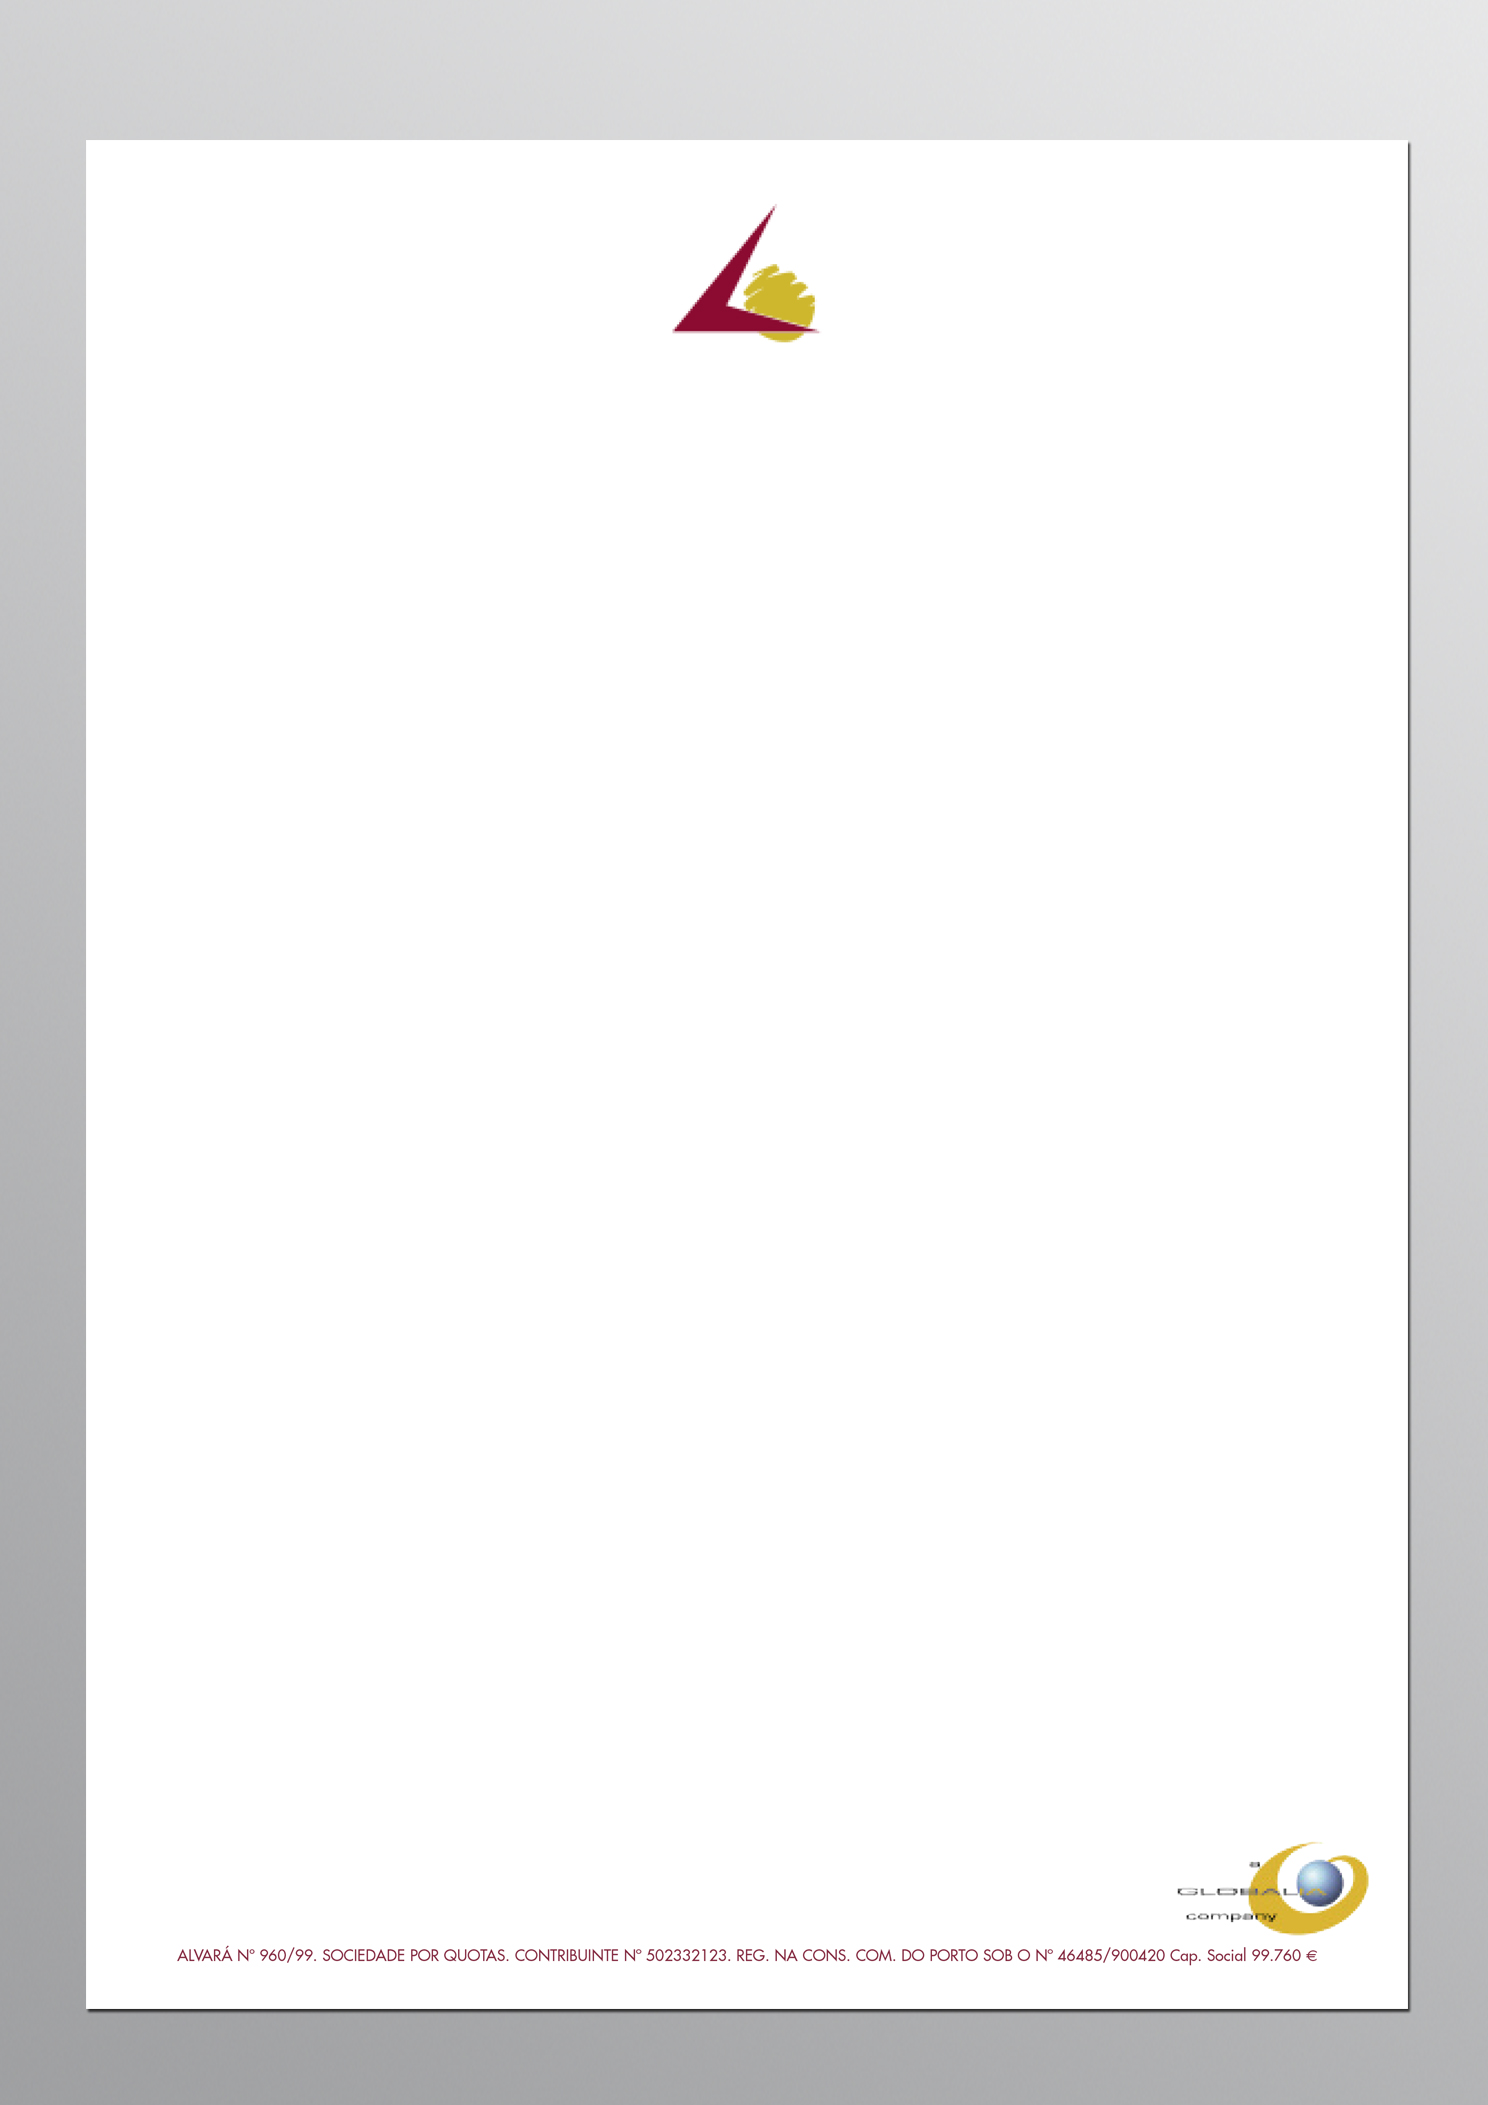 a
GLOBALIA
company
ALVARÁ Nº 960/99. SOCIEDADE POR QUOTAS. CONTRIBUINTE Nº 502332123. REG. NA CONS. COM. DO PORTO SOB O Nº 46485/900420 Cap. Social 99.760 €